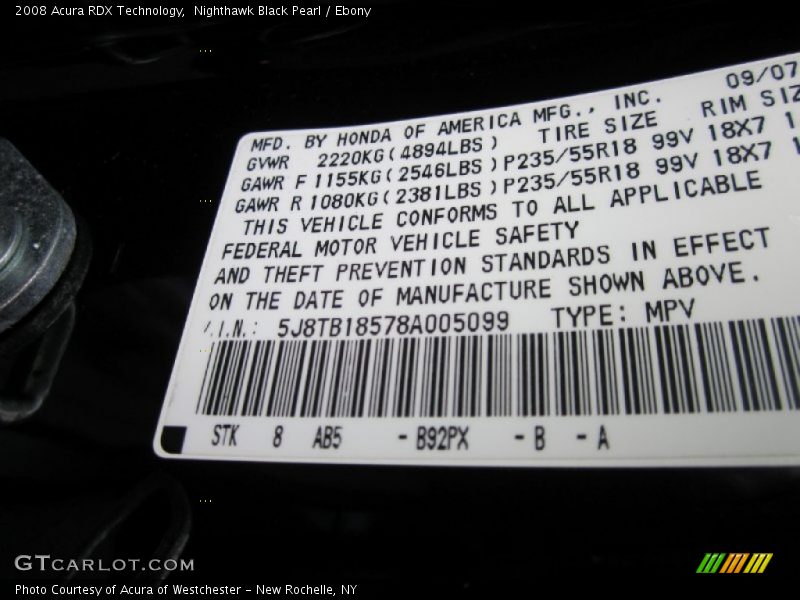 2008 Acura RDX Technology,  Nighthawk Black Pearl / Ebony
09/07
MFD. BY HONDA OF AMERICA MFG., INC.
GVWR 2220KG(4894LBS) TIRE SIZE RIM SIZ
GAWR F 1155KG(2546LBS) P235/55R18 99V 18X7
GAWR R 1080KG(2381LBS) P235/55R18 99V 18X7
THIS VEHICLE CONFORMS TO ALL APPLICABLE
FEDERAL MOTOR VEHICLE SAFETY
AND THEFT PREVENTION STANDARDS IN EFFECT
ON THE DATE OF MANUFACTURE SHOWN ABOVE.
V.I.N.: 5J8TB18578A005099 TYPE: MPV
STK 8 AB5 - B92PX - B - A
GTCARLOT.COM
Photo Courtesy of Acura of Westchester – New Rochelle, NY